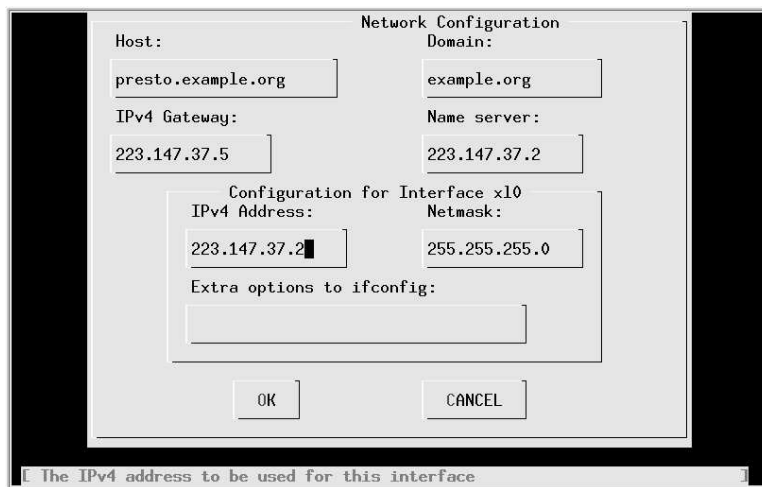 Network Configuration
Host: Domain:
presto.example.org example.org
IPv4 Gateway: Name server:
223.147.37.5 223.147.37.2
Configuration for Interface xl0
IPv4 Address: Netmask:
223.147.37.2 255.255.255.0
Extra options to ifconfig:
OK CANCEL
[ The IPv4 address to be used for this interface ]